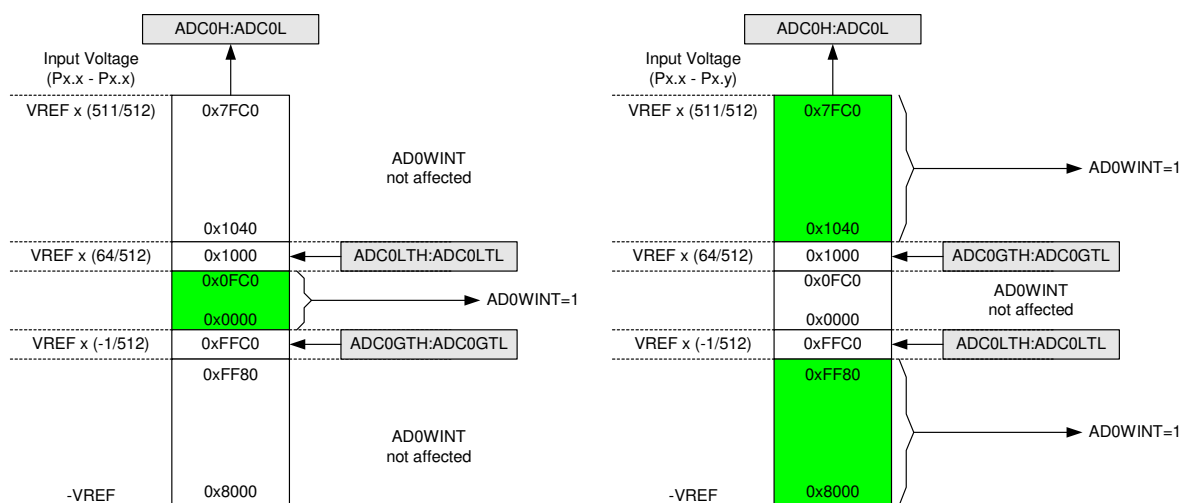 ADC0H:ADC0L
Input Voltage
(Px.x - Px.x)
VREF x (511/512)
0x7FC0
AD0WINT
not affected
0x1040
VREF x (64/512)
0x1000
ADC0LTH:ADC0LTL
0x0FC0
AD0WINT=1
0x0000
VREF x (-1/512)
0xFFC0
ADC0GTH:ADC0GTL
0xFF80
AD0WINT
not affected
-VREF
0x8000
ADC0H:ADC0L
Input Voltage
(Px.x - Px.y)
VREF x (511/512)
0x7FC0
AD0WINT=1
0x1040
VREF x (64/512)
0x1000
ADC0GTH:ADC0GTL
0x0FC0
AD0WINT
not affected
0x0000
VREF x (-1/512)
0xFFC0
ADC0LTH:ADC0LTL
0xFF80
AD0WINT=1
-VREF
0x8000